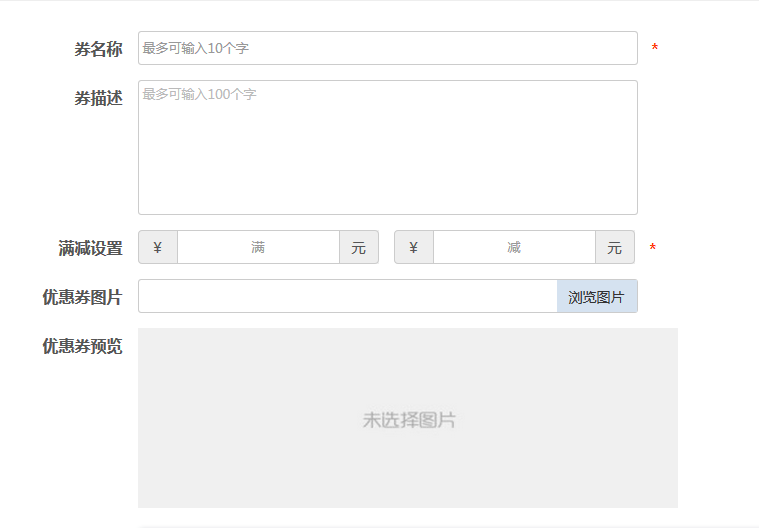 券名称 最多可输入10个字 *
券描述 最多可输入100个字
满减设置 ¥ 满 元 ¥ 减 元 *
优惠券图片 浏览图片
优惠券预览
未选择图片